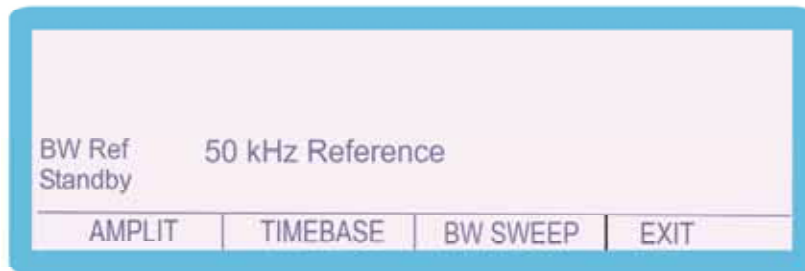 BW Ref 50 kHz Reference
Standby
AMPLIT TIMEBASE BW SWEEP EXIT